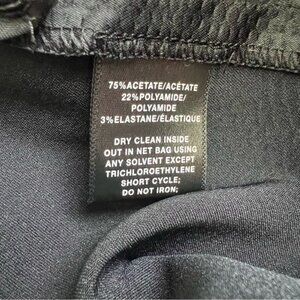 75%ACETATE/ACÉTATE
22%POLYAMIDE/
POLYAMIDE
3%ELASTANE/ÉLASTIQUE
DRY CLEAN INSIDE
OUT IN NET BAG USING
ANY SOLVENT EXCEPT
TRICHLOROETHYLENE
SHORT CYCLE;
DO NOT IRON;